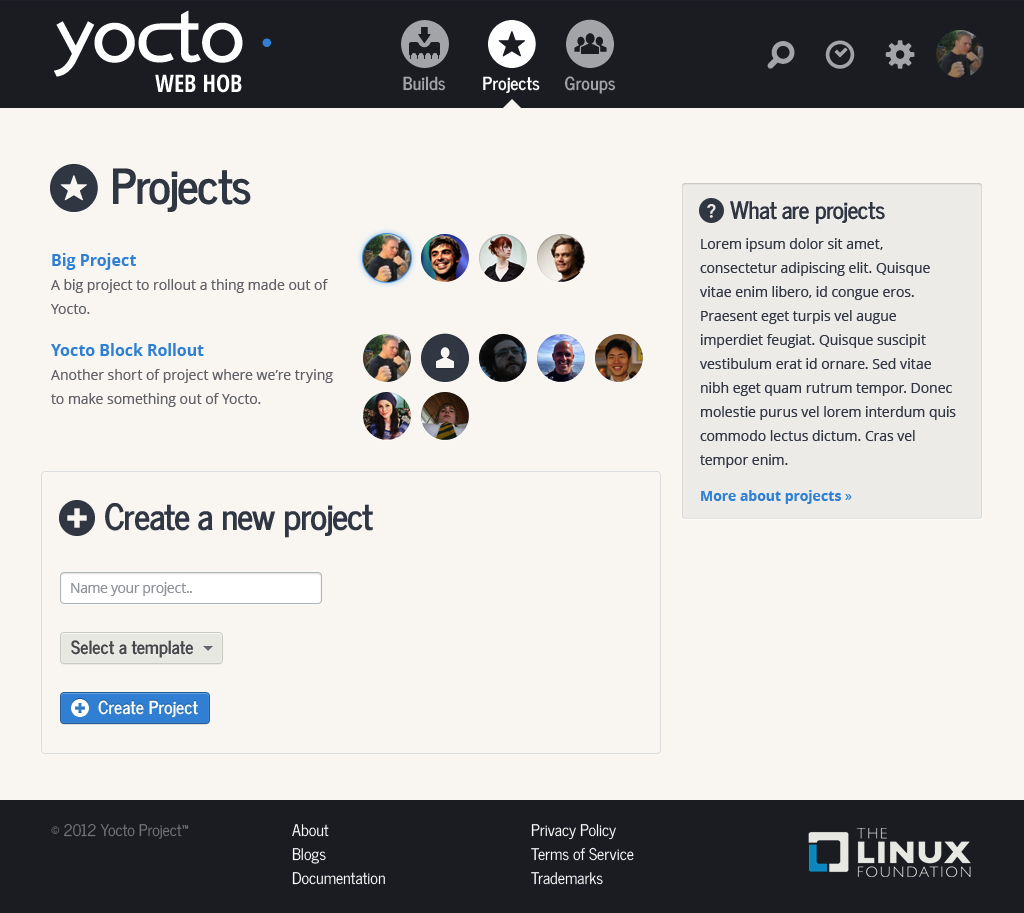 yocto
WEB HOB
Builds
Projects
Groups
Projects
Big Project
A big project to rollout a thing made out of
Yocto.
Yocto Block Rollout
Another short of project where we're trying
to make something out of Yocto.
? What are projects
Lorem ipsum dolor sit amet,
consectetur adipiscing elit. Quisque
vitae enim libero, id congue eros.
Praesent eget turpis vel augue
imperdiet feugiat. Quisque suscipit
vestibulum erat id ornare. Sed vitae
nibh eget quam rutrum tempor. Donec
molestie purus vel lorem interdum quis
commodo lectus dictum. Cras vel
tempor enim.
More about projects »
Create a new project
Name your project..
Select a template
Create Project
© 2012 Yocto Project™
About
Blogs
Documentation
Privacy Policy
Terms of Service
Trademarks
THE
LINUX
FOUNDATION